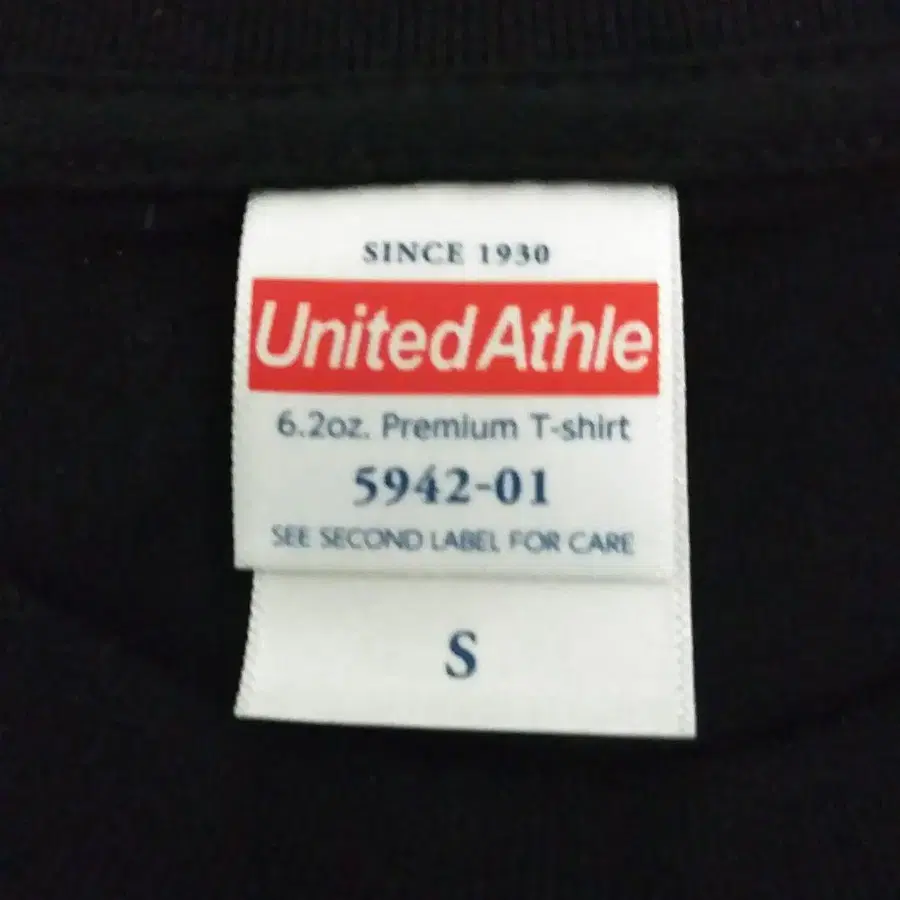 SINCE 1930
United Athle
6.2oz. Premium T-shirt
5942-01
SEE SECOND LABEL FOR CARE
S